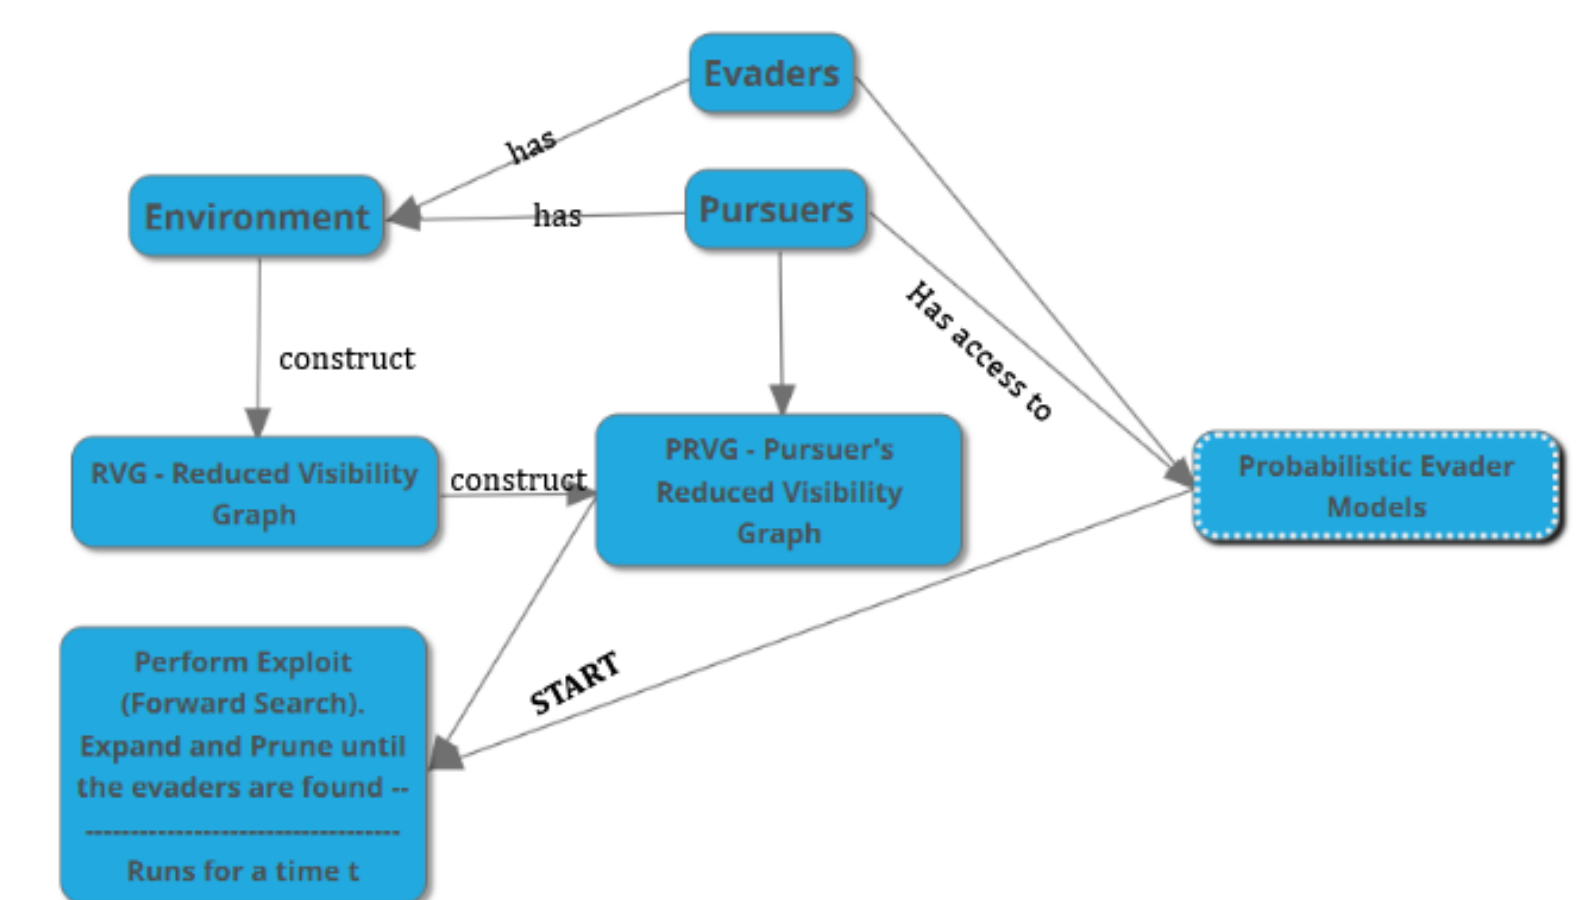 Evaders
has
Environment
has
Pursuers
Has access to
construct
RVG - Reduced Visibility
Graph
construct
PRVG - Pursuer's
Reduced Visibility
Graph
Probabilistic Evader
Models
START
Perform Exploit
(Forward Search).
Expand and Prune until
the evaders are found --
-----------------------------------
Runs for a time t